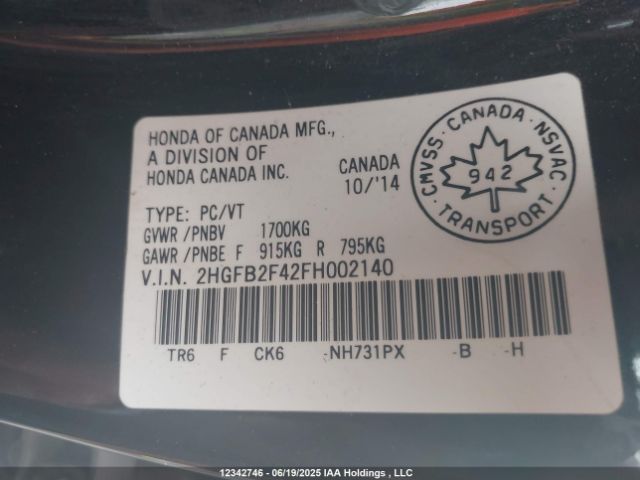 HONDA OF CANADA MFG.,
A DIVISION OF
HONDA CANADA INC.
CANADA
10/'14
CMVSS · CANADA · NSVAC
942
TRANSPORT
TYPE: PC/VT
GVWR /PNBV 1700KG
GAWR /PNBE F 915KG R 795KG
V.I.N. 2HGFB2F42FH002140
TR6 F CK6 -NH731PX -B -H
12342746 - 06/19/2025 IAA Holdings , LLC